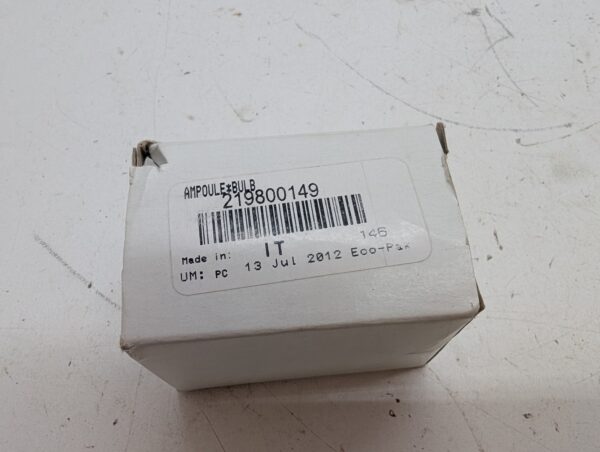 AMPOULE*BULB
219800149
146
Made in: IT
UM: PC 13 Jul 2012 Eco-Pak